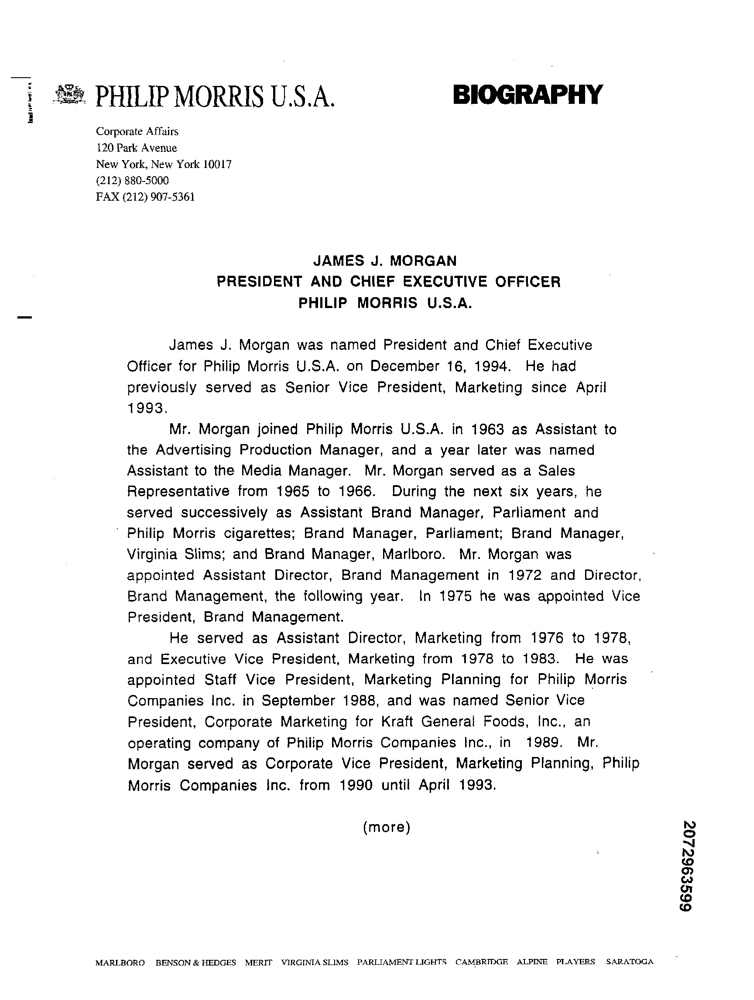 PHILIP MORRIS U.S.A.
BIOGRAPHY
Corporate Affairs
120 Park Avenue
New York, New York 10017
(212) 880-5000
FAX (212) 907-5361
JAMES J. MORGAN
PRESIDENT AND CHIEF EXECUTIVE OFFICER
PHILIP MORRIS U.S.A.
James J. Morgan was named President and Chief Executive
Officer for Philip Morris U.S.A. on December 16, 1994. He had
previously served as Senior Vice President, Marketing since April
1993.
Mr. Morgan joined Philip Morris U.S.A. in 1963 as Assistant to
the Advertising Production Manager, and a year later was named
Assistant to the Media Manager. Mr. Morgan served as a Sales
Representative from 1965 to 1966. During the next six years, he
served successively as Assistant Brand Manager, Parliament and
Philip Morris cigarettes; Brand Manager, Parliament; Brand Manager,
Virginia Slims; and Brand Manager, Marlboro. Mr. Morgan was
appointed Assistant Director, Brand Management in 1972 and Director,
Brand Management, the following year. In 1975 he was appointed Vice
President, Brand Management.
He served as Assistant Director, Marketing from 1976 to 1978,
and Executive Vice President, Marketing from 1978 to 1983. He was
appointed Staff Vice President, Marketing Planning for Philip Morris
Companies Inc. in September 1988, and was named Senior Vice
President, Corporate Marketing for Kraft General Foods, Inc., an
operating company of Philip Morris Companies Inc., in 1989. Mr.
Morgan served as Corporate Vice President, Marketing Planning, Philip
Morris Companies Inc. from 1990 until April 1993.
(more)
2072963599
MARLBORO BENSON & HEDGES MERIT VIRGINIA SLIMS PARLIAMENT LIGHTS CAMBRIDGE ALPINE PLAYERS SARATOGA